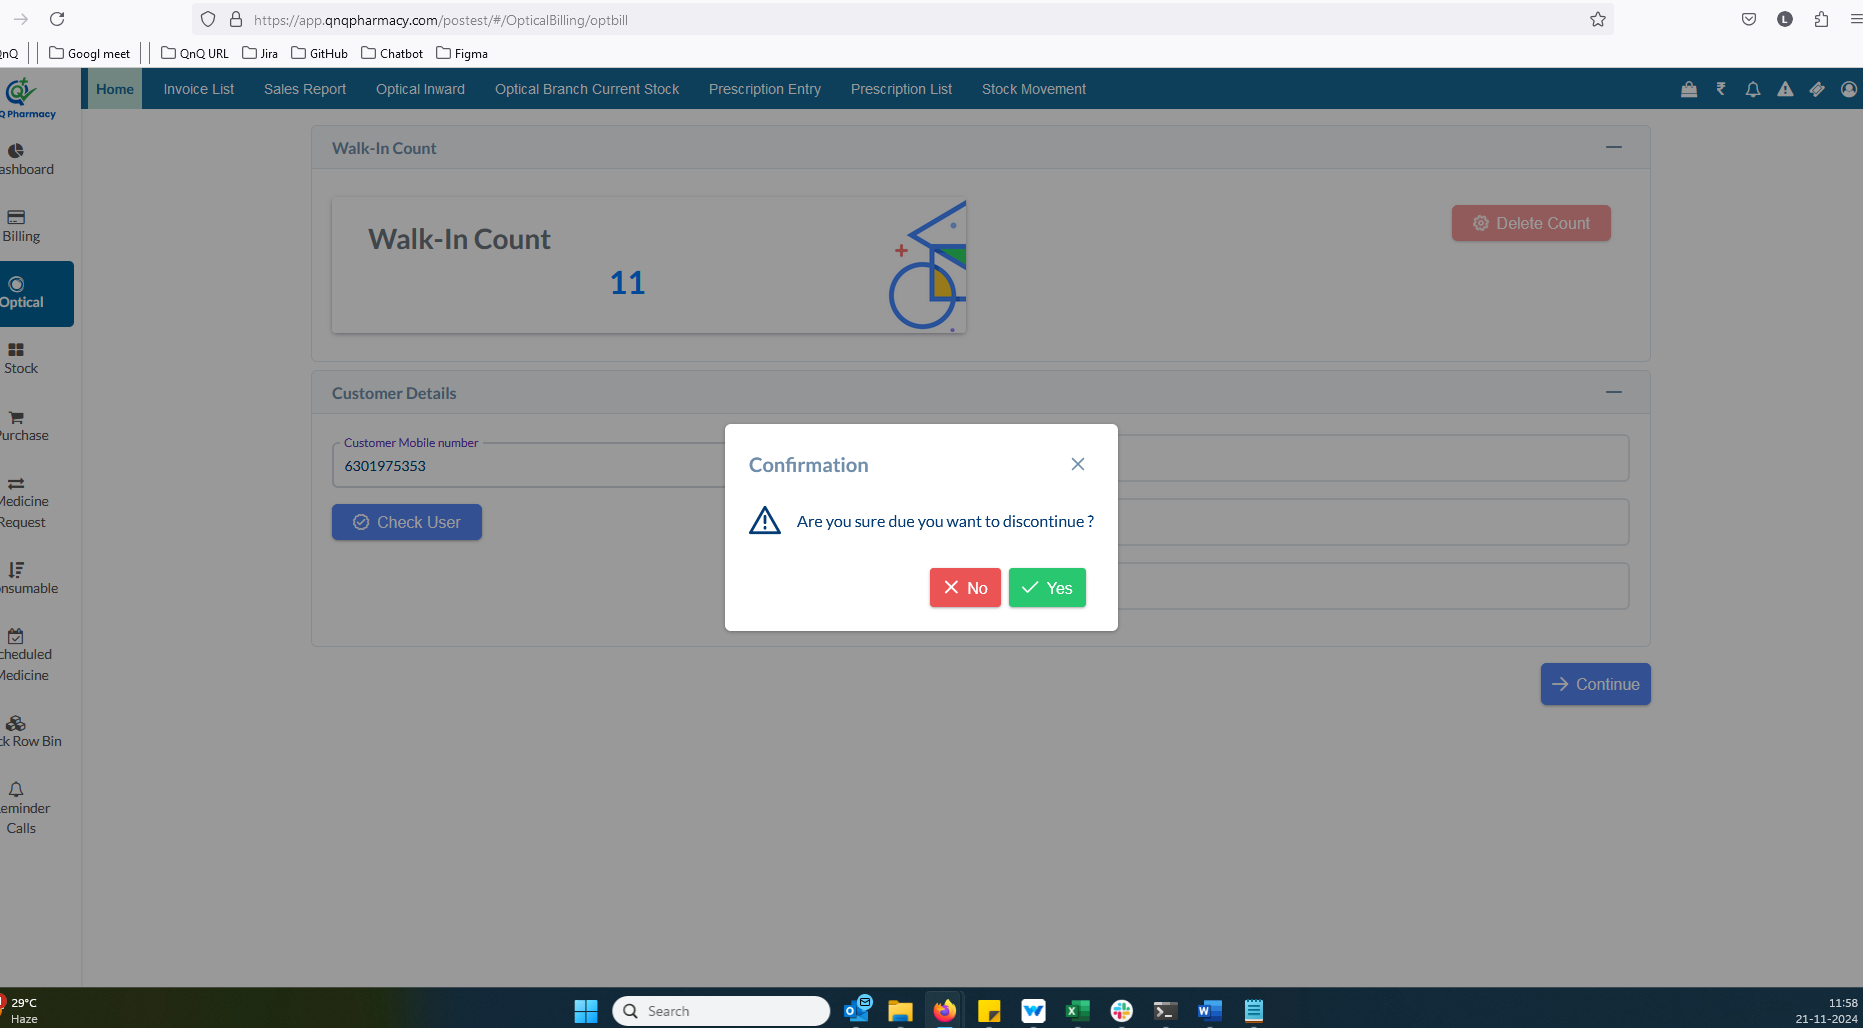 https://app.qnqpharmacy.com/postest/#/OpticalBilling/optbill
L
nQ
Googl meet
QnQ URL
Jira
GitHub
Chatbot
Figma
Q Pharmacy
Home
Invoice List
Sales Report
Optical Inward
Optical Branch Current Stock
Prescription Entry
Prescription List
Stock Movement
ashboard
Billing
Optical
Stock
urchase
Medicine
Request
onsumable
cheduled
Medicine
ck Row Bin
eminder
Calls
Walk-In Count
Walk-In Count
11
Delete Count
Customer Details
Customer Mobile number
6301975353
Check User
Confirmation
Are you sure due you want to discontinue ?
No
Yes
Continue
29°C
Haze
Search
11:58
21-11-2024